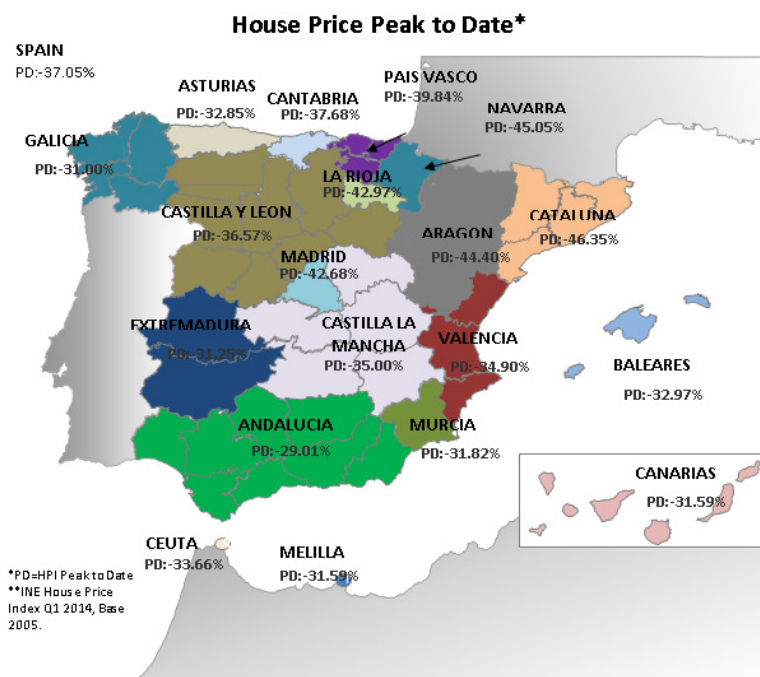 House Price Peak to Date*
SPAIN
PD:-37.05%
ASTURIAS
PD:-32.85%
CANTABRIA
PD:-37.68%
PAIS VASCO
PD:-39.84%
NAVARRA
PD:-45.05%
GALICIA
PD:-31.00%
LA RIOJA
PD:-42.97%
CASTILLA Y LEON
PD:-36.57%
CATALUNA
PD:-46.35%
ARAGON
PD:-44.40%
MADRID
PD:-42.68%
EXTREMADURA
PD:-31.25%
CASTILLA LA
MANCHA
PD:-35.00%
VALENCIA
PD:-34.90%
BALEARES
PD:-32.97%
ANDALUCIA
PD:-29.01%
MURCIA
PD:-31.82%
CANARIAS
PD:-31.59%
CEUTA
PD:-33.66%
MELILLA
PD:-31.59%
*PD=HPI Peak to Date
**INE House Price
Index Q1 2014, Base
2005.